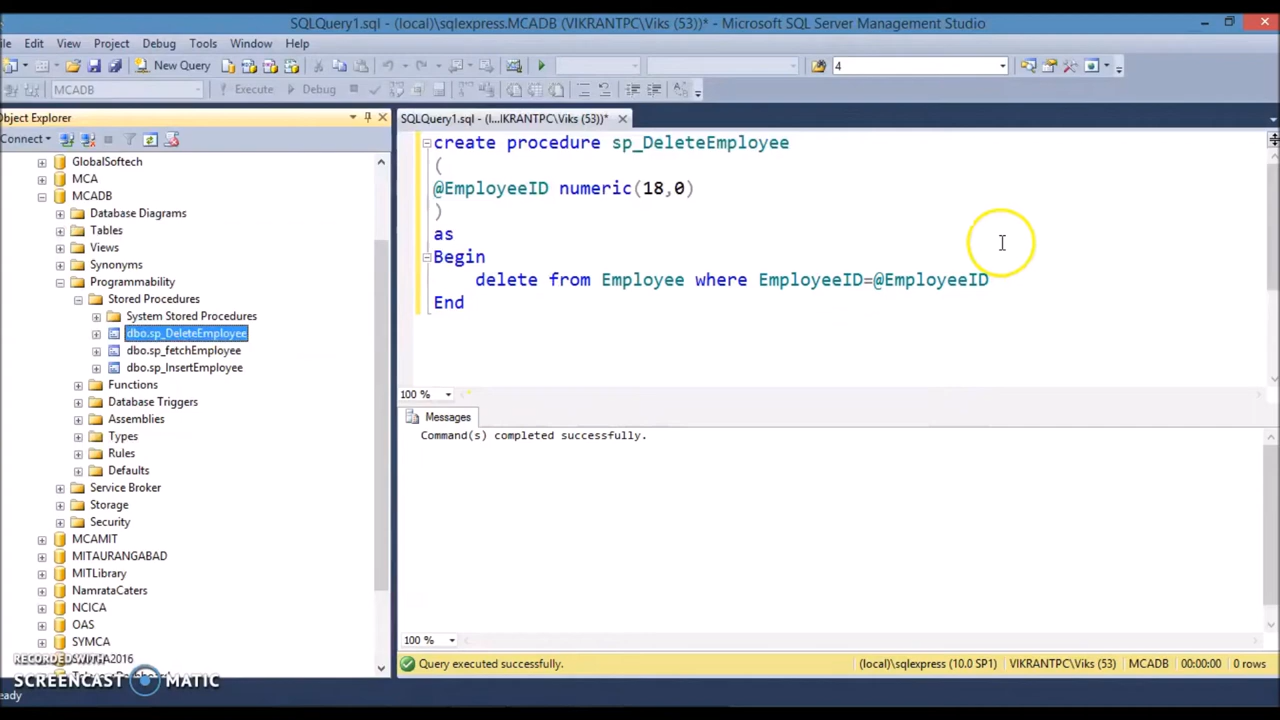 SQLQuery1.sql - (local)\sqlexpress.MCADB (VIKRANTPC\Viks (53))* - Microsoft SQL Server Management Studio
ile Edit View Project Debug Tools Window Help
New Query 4
MCADB Execute Debug
Object Explorer
Connect
GlobalSoftech
MCA
MCADB
Database Diagrams
Tables
Views
Synonyms
Programmability
Stored Procedures
System Stored Procedures
dbo.sp_DeleteEmployee
dbo.sp_fetchEmployee
dbo.sp_InsertEmployee
Functions
Database Triggers
Assemblies
Types
Rules
Defaults
Service Broker
Storage
Security
MCAMIT
MITAURANGABAD
MITLibrary
NamrataCaters
NCICA
OAS
SYMCA
A2016
RECORDED WITH
SCREENCAST MATIC
eady
SQLQuery1.sql - (l...IKRANTPC\Viks (53))*
create procedure sp_DeleteEmployee
(
@EmployeeID numeric(18,0)
)
as
Begin
delete from Employee where EmployeeID=@EmployeeID
End
100 %
Messages
Command(s) completed successfully.
100 %
Query executed successfully. (local)\sqlexpress (10.0 SP1) VIKRANTPC\Viks (53) MCADB 00:00:00 0 rows